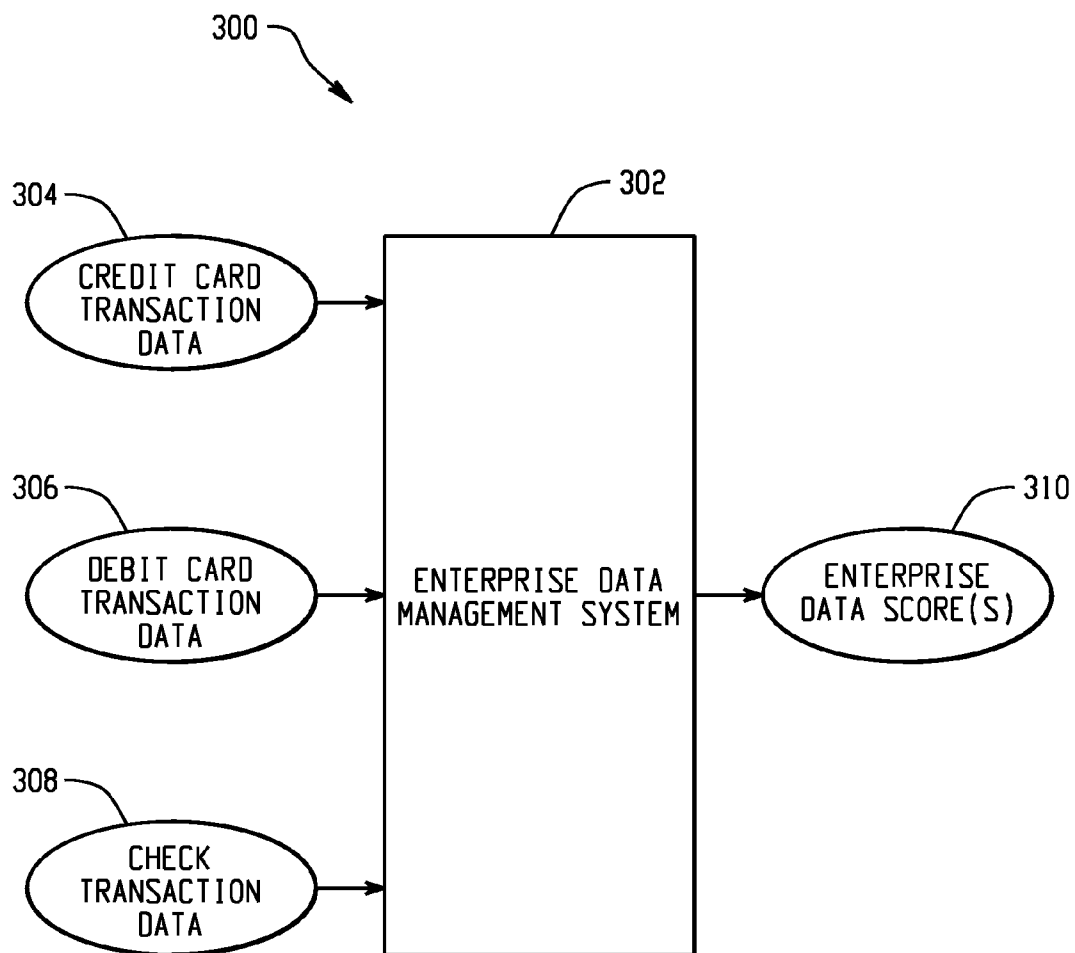 300
304
302
CREDIT CARD
TRANSACTION
DATA
306
310
DEBIT CARD
TRANSACTION
DATA
ENTERPRISE DATA
MANAGEMENT SYSTEM
ENTERPRISE
DATA SCORE(S)
308
CHECK
TRANSACTION
DATA